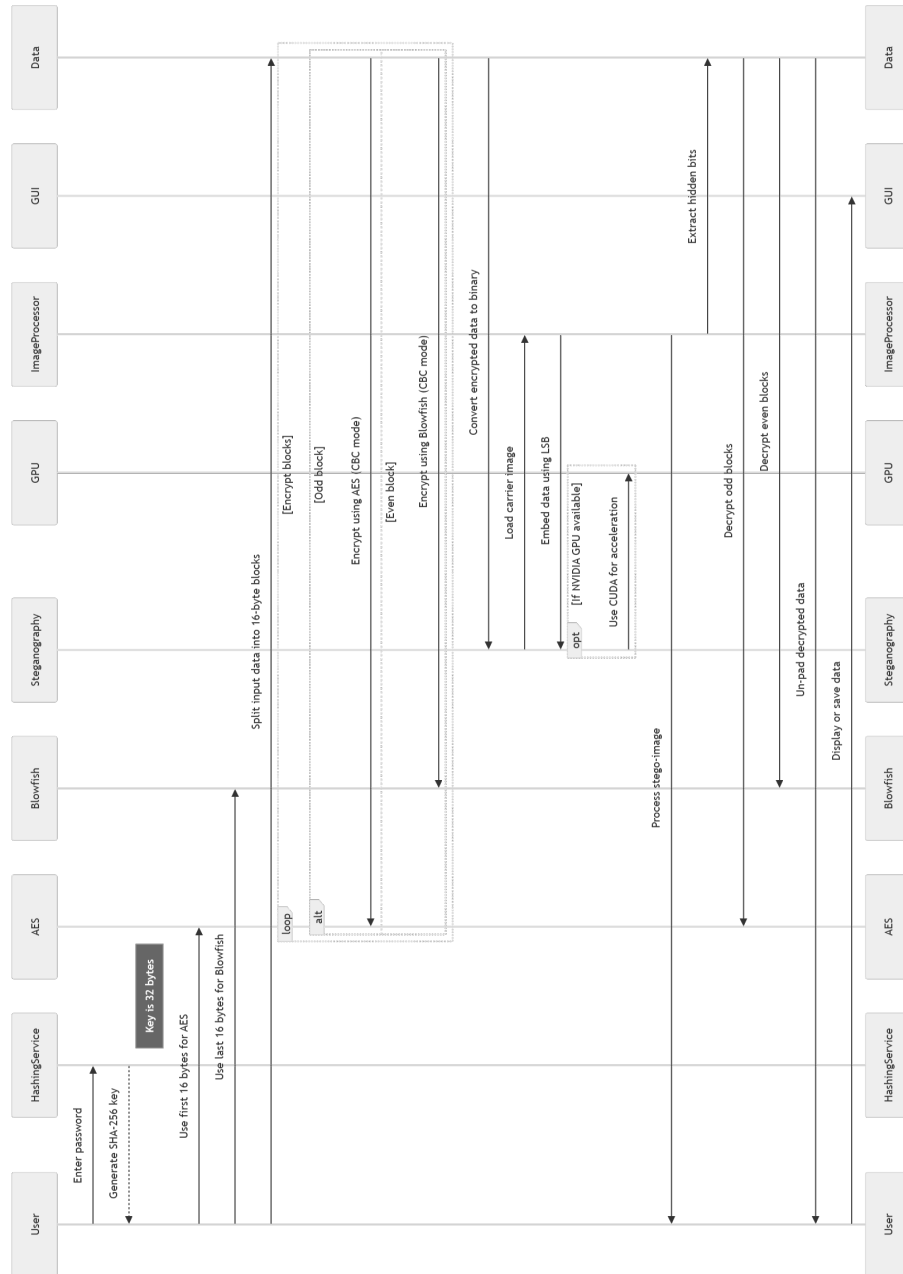 User
HashingService
AES
Blowfish
Steganography
GPU
ImageProcessor
GUI
Data
Enter password
Generate SHA-256 key
Key is 32 bytes
Use first 16 bytes for AES
Use last 16 bytes for Blowfish
Split input data into 16-byte blocks
loop
[Encrypt blocks]
alt
[Odd block]
Encrypt using AES (CBC mode)
[Even block]
Encrypt using Blowfish (CBC mode)
Convert encrypted data to binary
Load carrier image
Embed data using LSB
opt
[If NVIDIA GPU available]
Use CUDA for acceleration
Process stego-image
Extract hidden bits
Decrypt odd blocks
Decrypt even blocks
Un-pad decrypted data
Display or save data
User
HashingService
AES
Blowfish
Steganography
GPU
ImageProcessor
GUI
Data